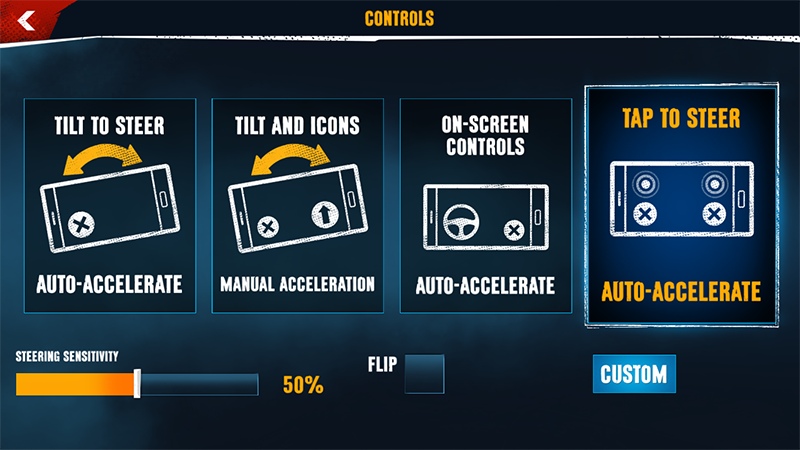 CONTROLS
TILT TO STEER
AUTO-ACCELERATE
TILT AND ICONS
MANUAL ACCELERATION
ON-SCREEN
CONTROLS
AUTO-ACCELERATE
TAP TO STEER
AUTO-ACCELERATE
STEERING SENSITIVITY
50%
FLIP
CUSTOM